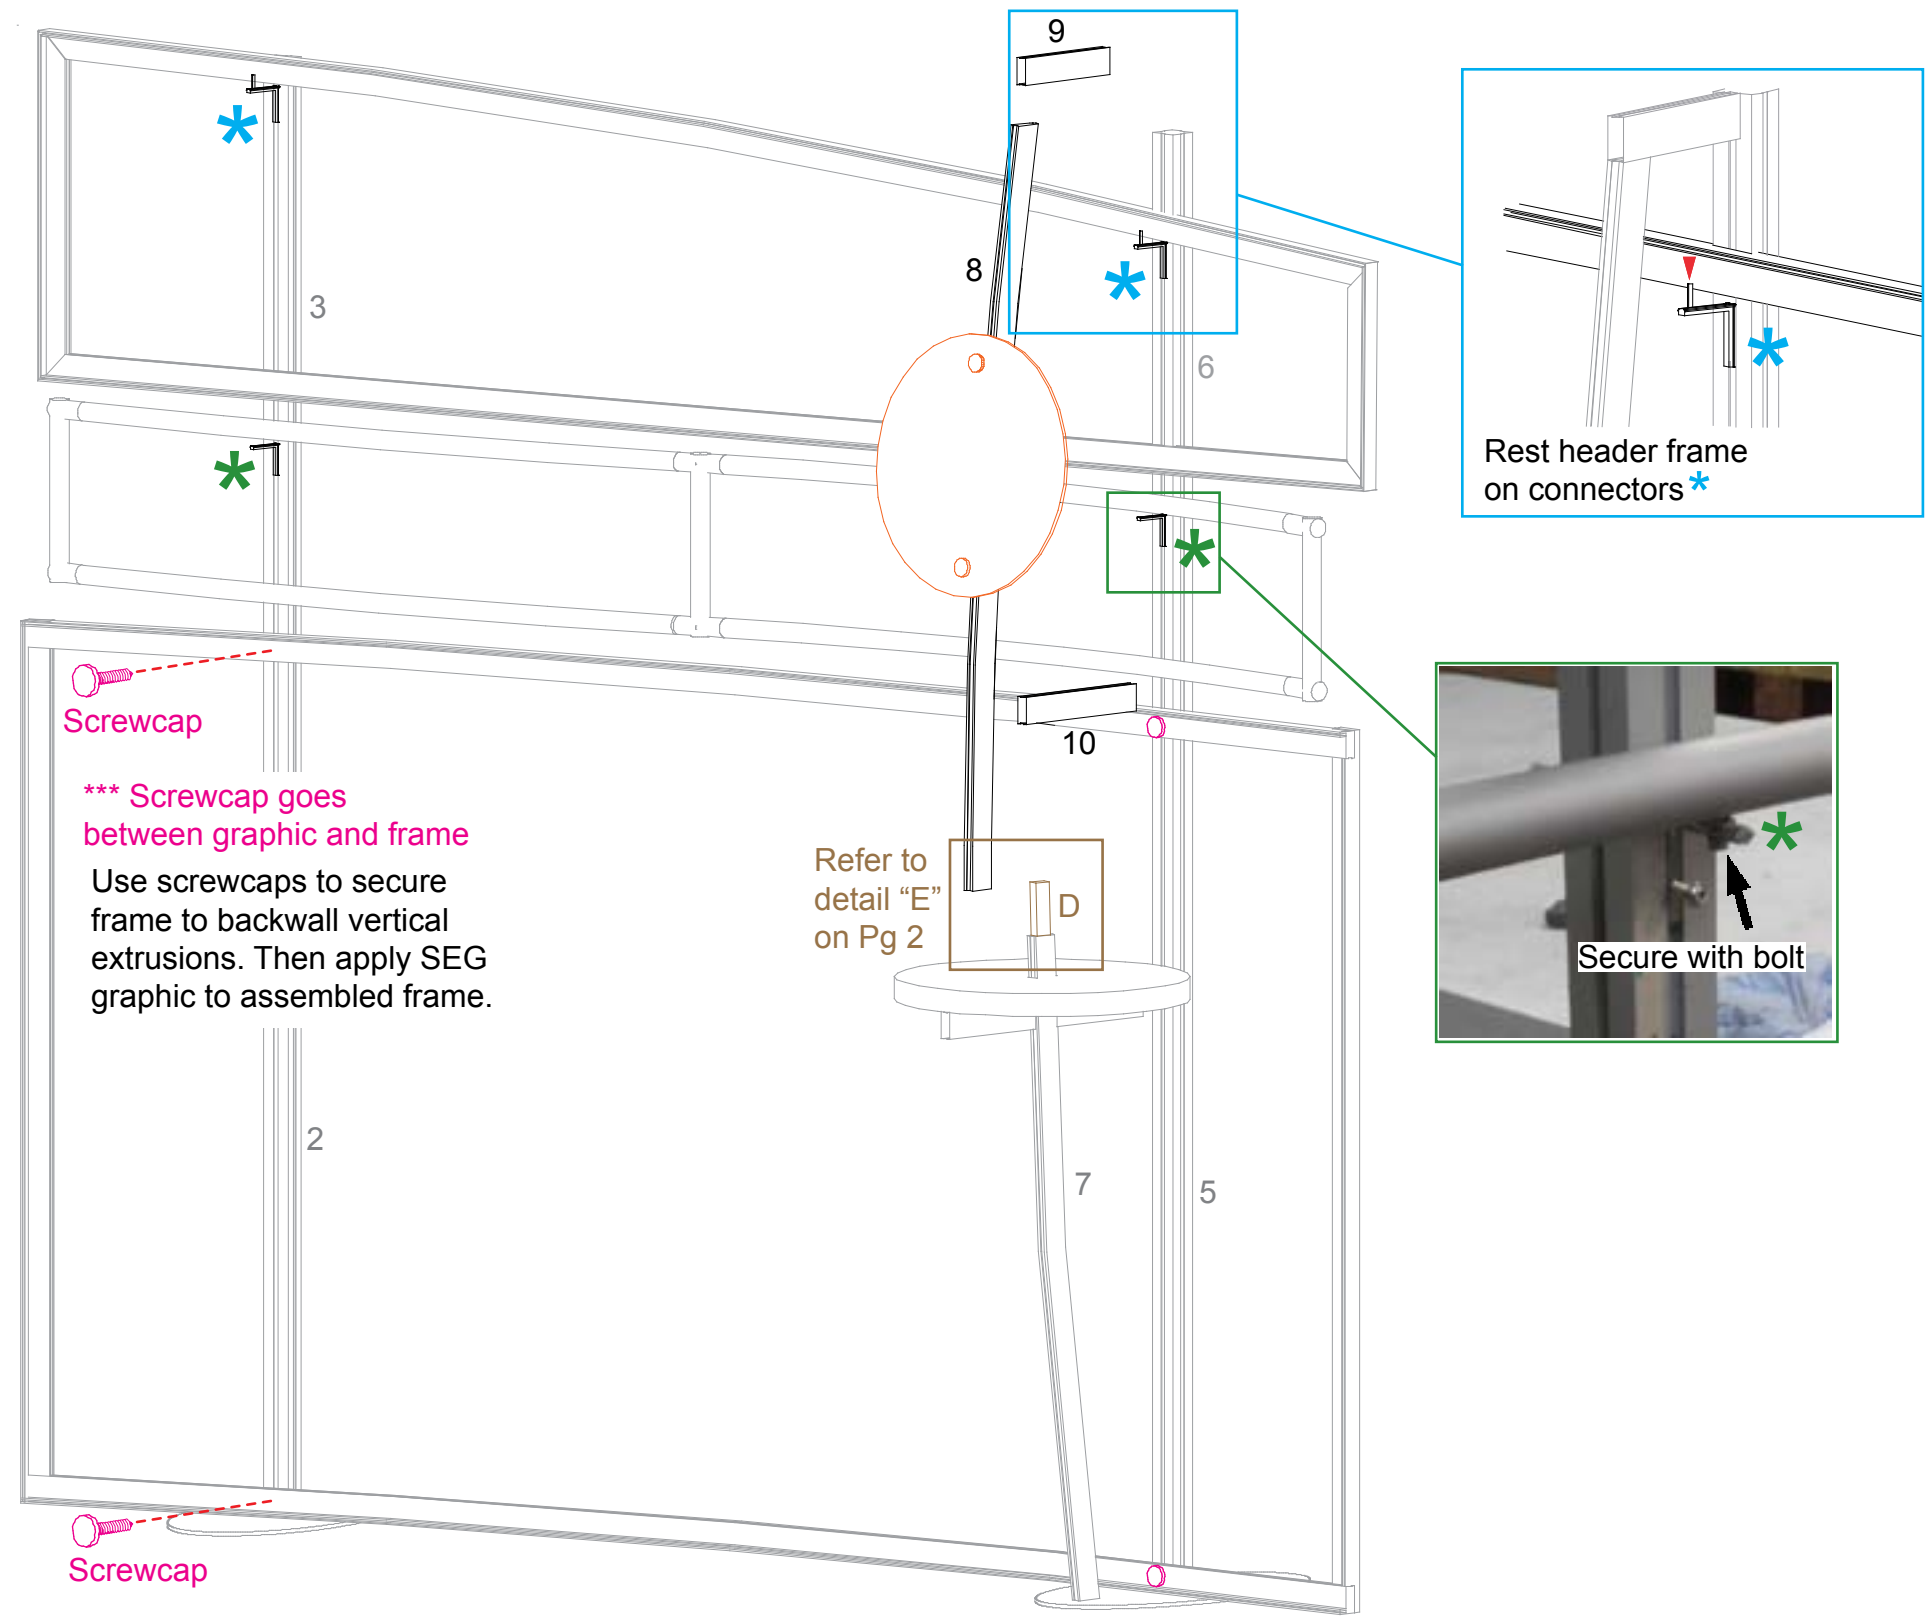 9
8
3
6
Rest header frame
on connectors*
*
*
*
*
*
*
Screwcap
*** Screwcap goes
between graphic and frame
Use screwcaps to secure
frame to backwall vertical
extrusions. Then apply SEG
graphic to assembled frame.
10
Refer to
detail “E”
on Pg 2
D
Secure with bolt
2
7
5
Screwcap